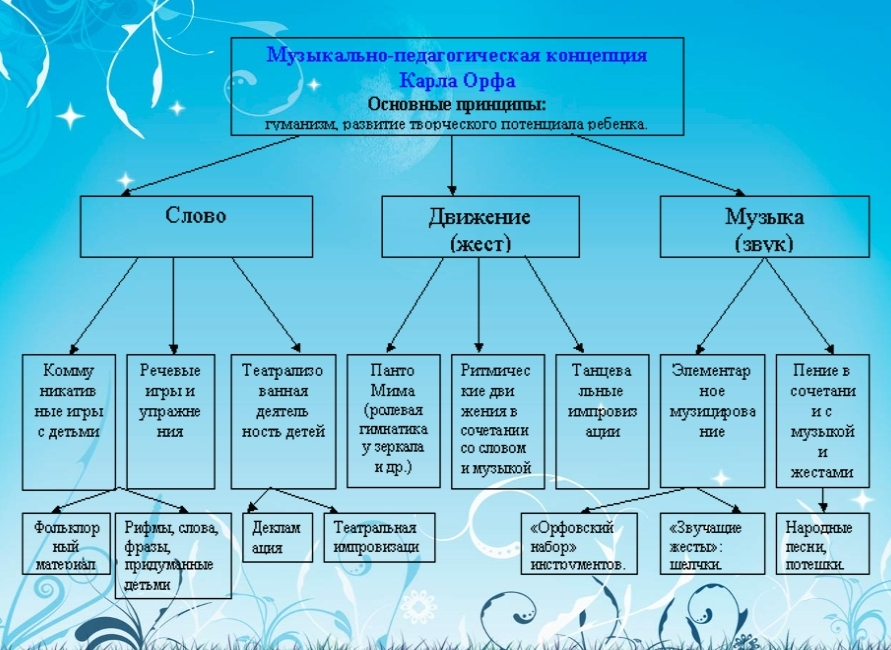 Музыкально-педагогическая концепция
Карла Орфа
Основные принципы:
гуманизм, развитие творческого потенциала ребенка.
Слово
Движение
(жест)
Музыка
(звук)
Комму
никатив
ные игры
с детьми
Речевые
игры и
упражне
ния
Театрализо
ванная
деятель
ность детей
Панто
Мима
(ролевая
гимнатика
у зеркала
и др.)
Ритмичес
кие дви
жения в
сочетании
со словом
и музыкой
Танцева
льные
импровиз
ации
Элементар
ное
музицирова
ние
Пение в
сочетани
и с
музыкой
и
жестами
Фольклор
ный
материал
Рифмы, слова,
фразы,
придуманные
детьми
Деклам
ация
Театральная
импровизаци
«Орфовский
набор»
инструментов.
«Звучащие
жесты»:
щелчки.
Народные
песни,
потешки.